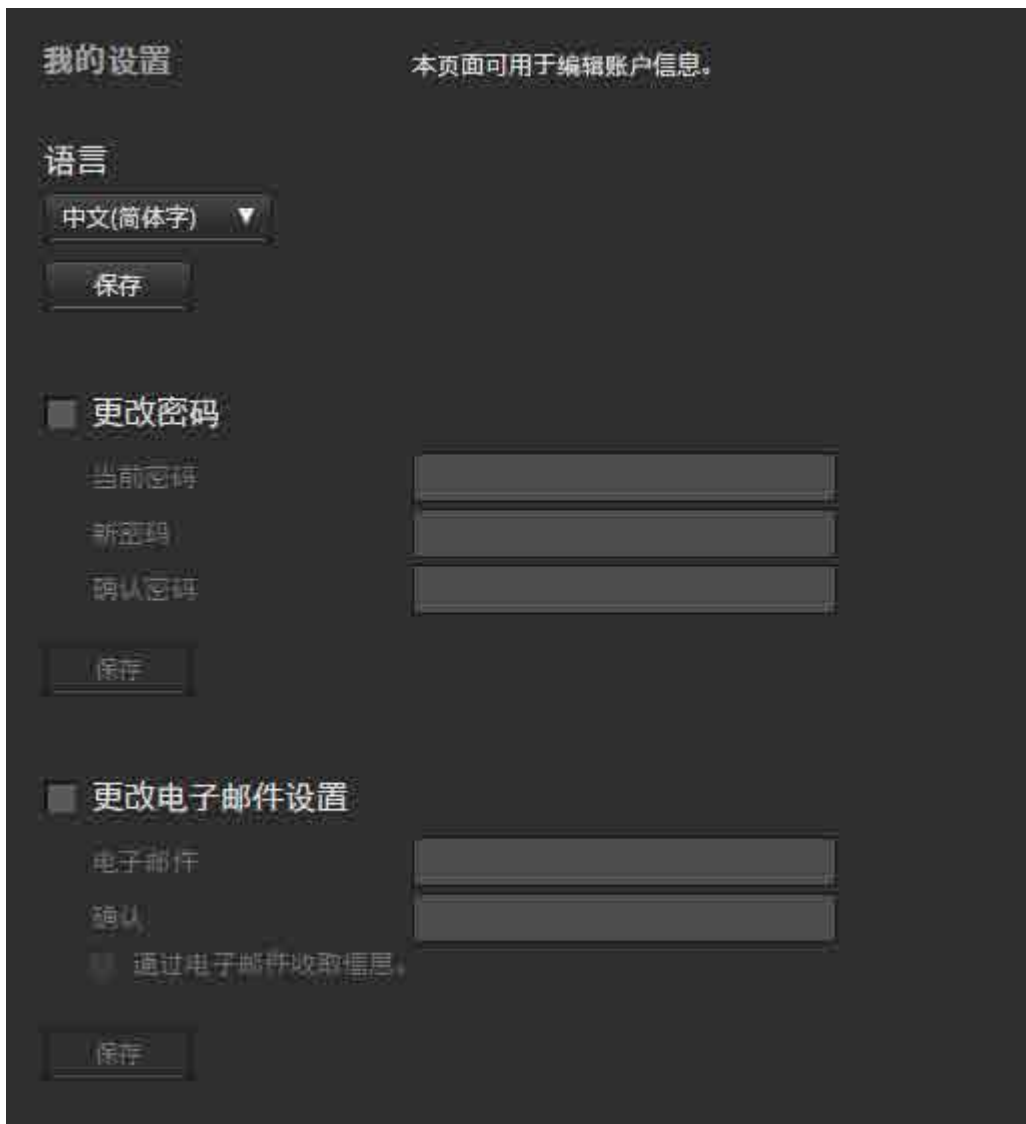 我的设置
本页面可用于编辑账户信息。
语言
中文(简体字) ▼
保存
更改密码
当前密码
新密码
确认密码
保存
更改电子邮件设置
电子邮件
确认
通过电子邮件收取信息。
保存